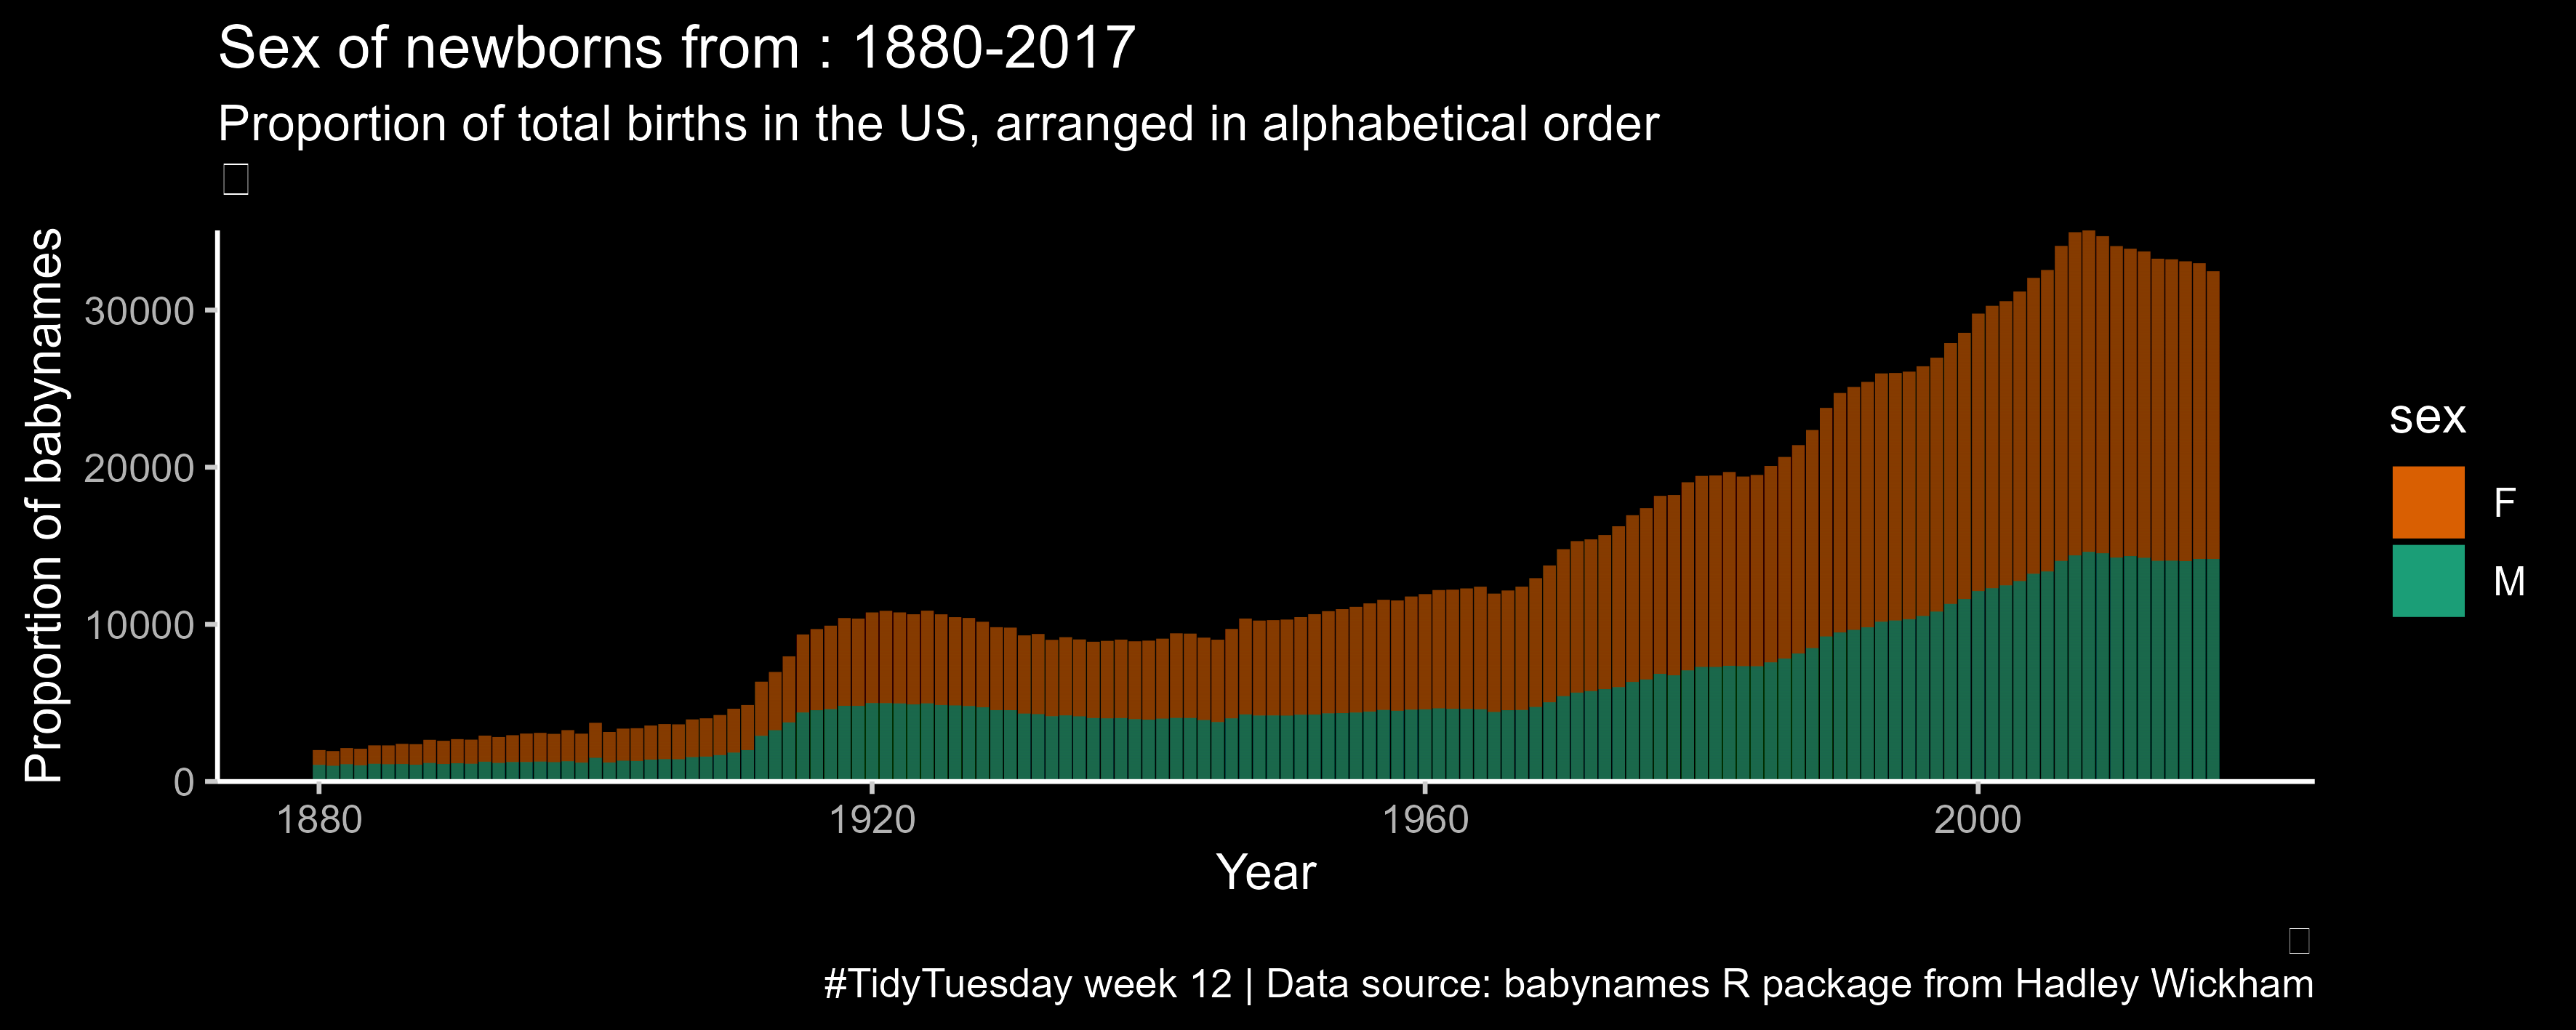 Sex of newborns from : 1880-2017
Proportion of total births in the US, arranged in alphabetical order
Proportion of babynames
30000
20000
10000
0
1880
1920
1960
2000
Year
sex
F
M
#TidyTuesday week 12 | Data source: babynames R package from Hadley Wickham